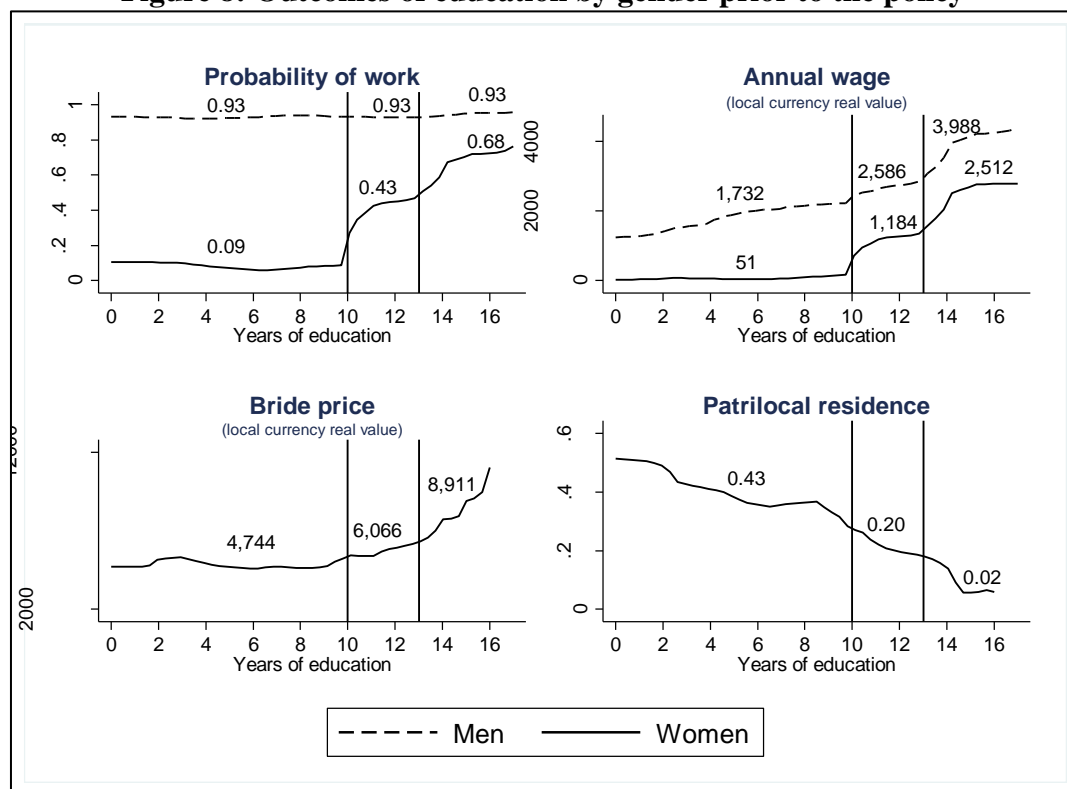 Figure 8: Outcomes of education by gender prior to the policy
Probability of work
1
.8
.6
.4
.2
0
0.93
0.93
0.93
0.68
0.43
0.09
0 2 4 6 8 10 12 14 16
Years of education
Annual wage
(local currency real value)
4000
2000
0
3,988
2,586
1,732
2,512
1,184
51
0 2 4 6 8 10 12 14 16
Years of education
Bride price
(local currency real value)
12000
2000
8,911
6,066
4,744
0 2 4 6 8 10 12 14 16
Years of education
Patrilocal residence
.6
.4
.2
0
0.43
0.20
0.02
0 2 4 6 8 10 12 14 16
Years of education
Men
Women